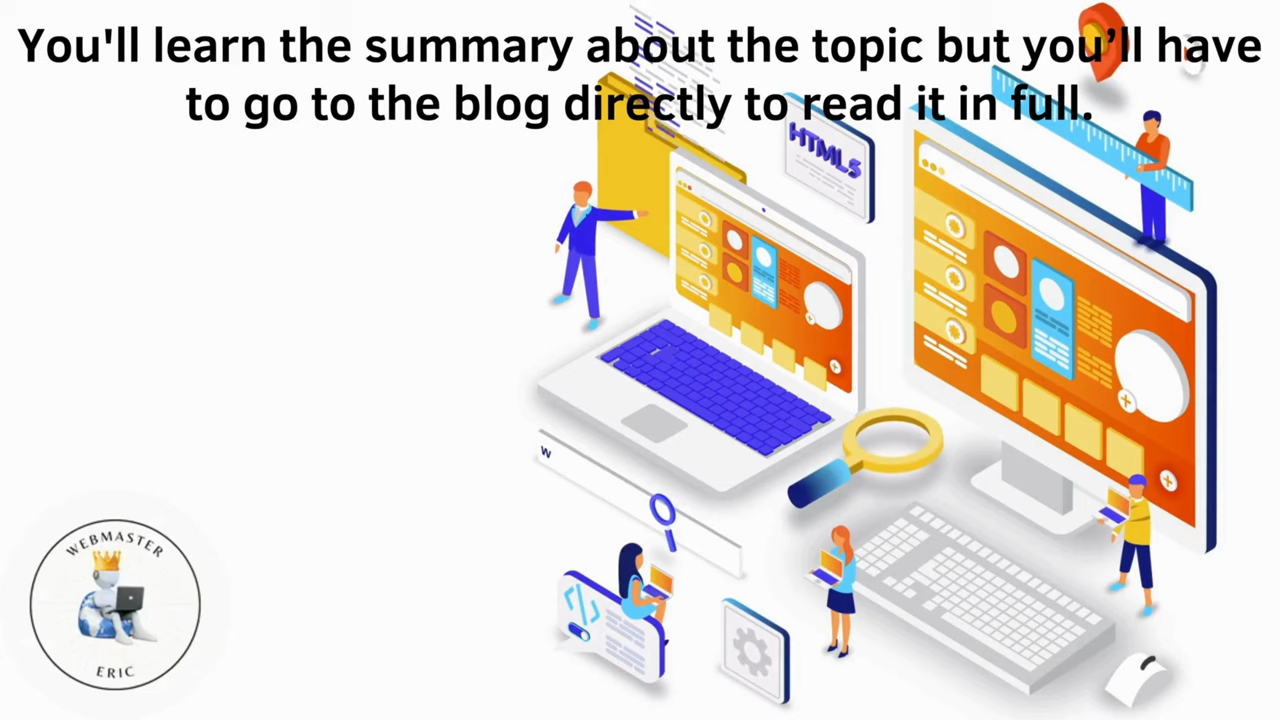 You'll learn the summary about the topic but you’ll have
to go to the blog directly to read it in full.
HTML5
W
</>
WEBMASTER
ERIC